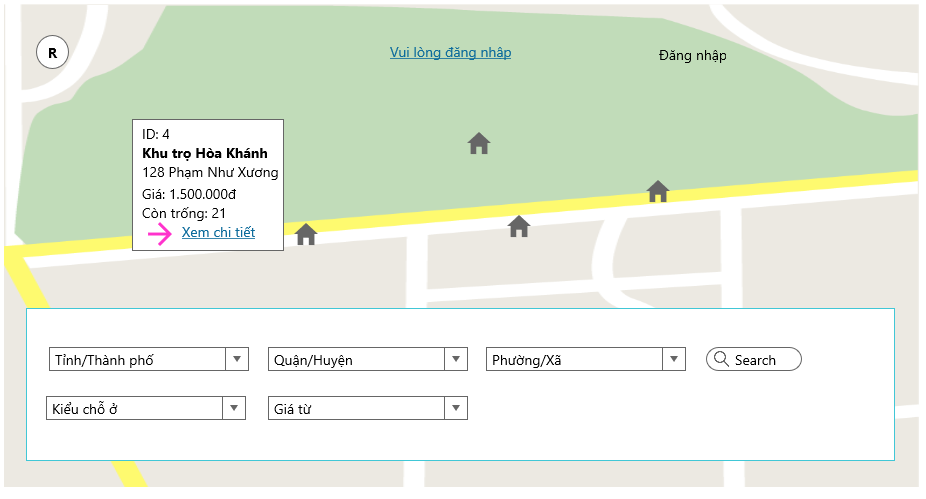 R
Vui lòng đăng nhập
Đăng nhập
ID: 4
Khu trọ Hòa Khánh
128 Phạm Như Xương
Giá: 1.500.000đ
Còn trống: 21
Xem chi tiết
Tỉnh/Thành phố
Quận/Huyện
Phường/Xã
Search
Kiểu chỗ ở
Giá từ